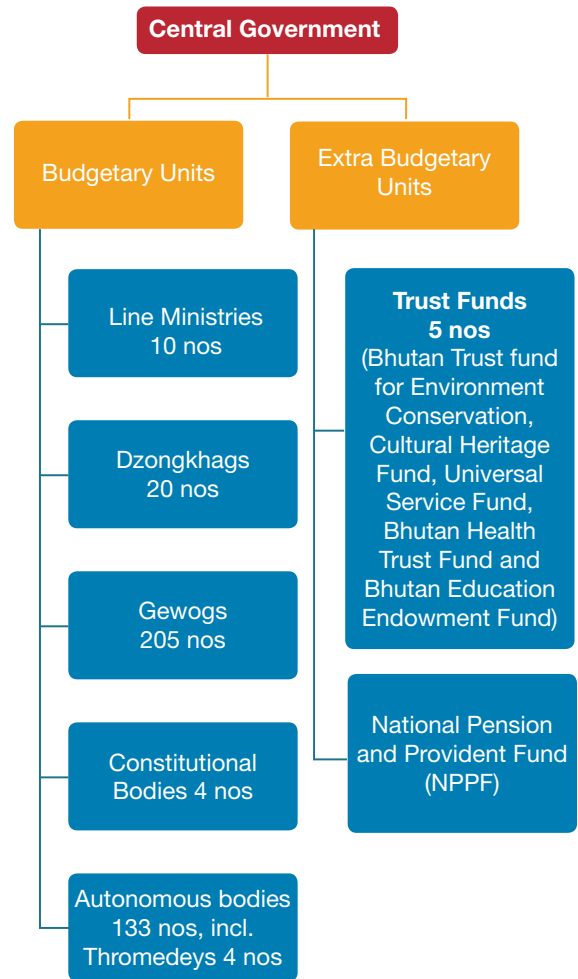 Central Government
Budgetary Units
Extra Budgetary
Units
Line Ministries
10 nos
Dzongkhags
20 nos
Gewogs
205 nos
Constitutional
Bodies 4 nos
Autonomous bodies
133 nos, incl.
Thromedeys 4 nos
Trust Funds
5 nos
(Bhutan Trust fund
for Environment
Conservation,
Cultural Heritage
Fund, Universal
Service Fund,
Bhutan Health
Trust Fund and
Bhutan Education
Endowment Fund)
National Pension
and Provident Fund
(NPPF)